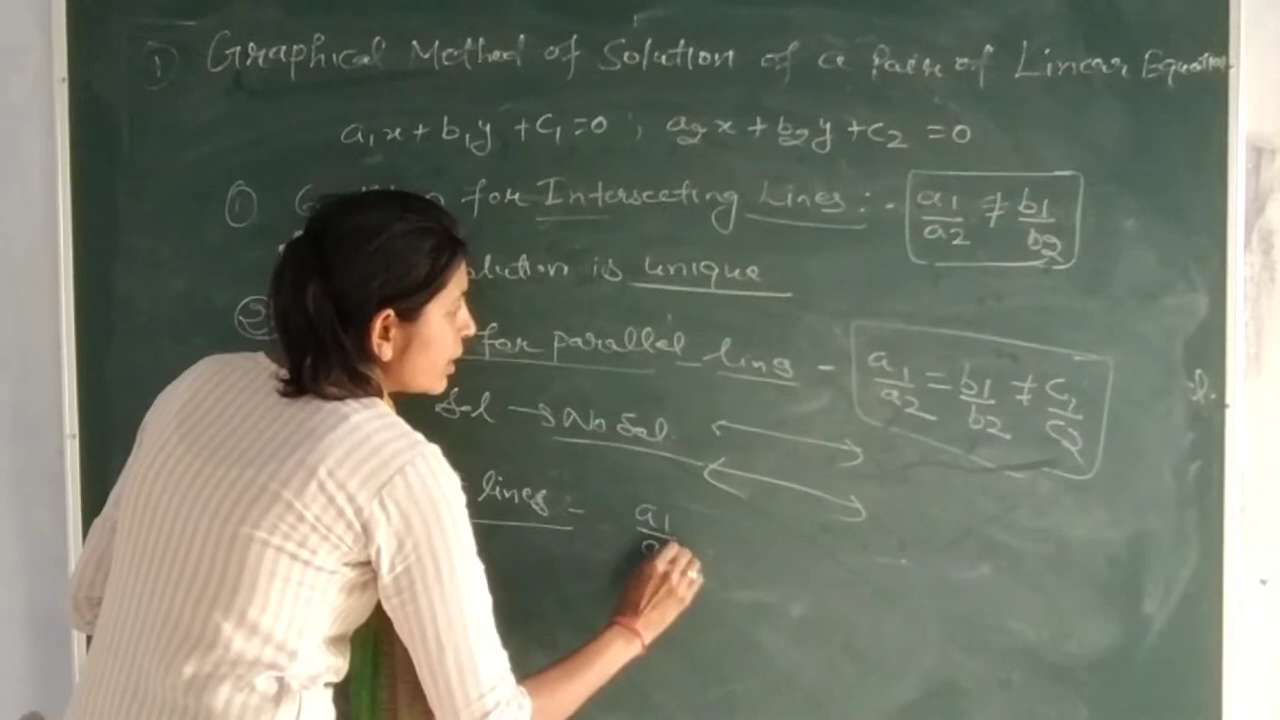 1) Graphical Method of Solution of a Pair of Linear Equation
a₁x + b₁y + c₁ = 0 ; a₂x + b₂y + c₂ = 0
① for Intersecting Lines : - a₁/a₂ ≠ b₁/b₂
is unique
② for parallel line - a₁/a₂ = b₁/b₂ ≠ c₁/c₂
Sol → No Sol
lines - a₁/a